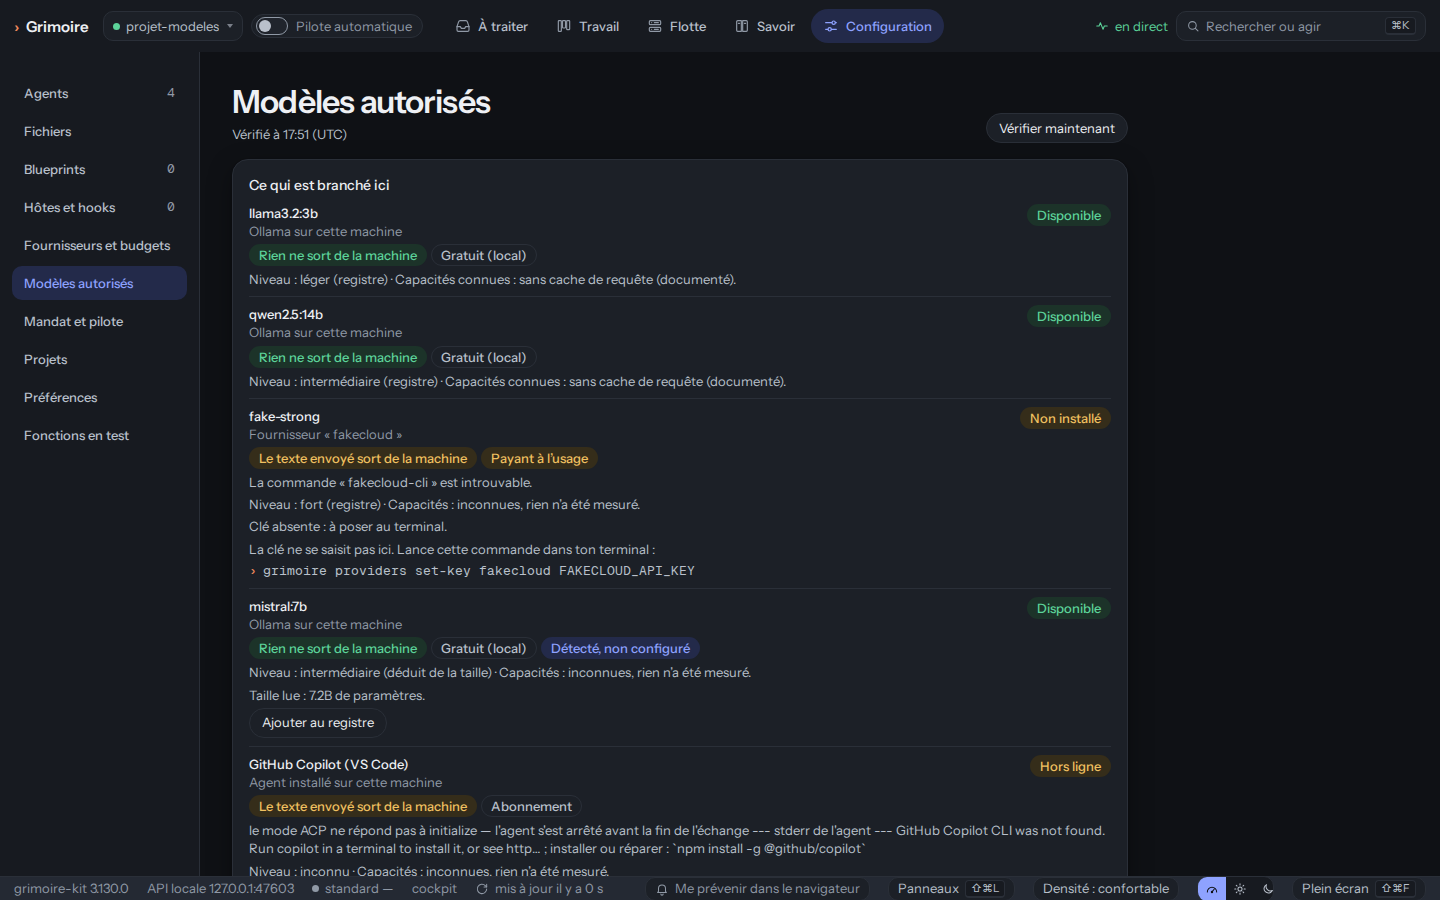 › Grimoire
projet-modeles
Pilote automatique
À traiter
Travail
Flotte
Savoir
Configuration
en direct
Rechercher ou agir
⌘K
Agents 4
Fichiers
Blueprints 0
Hôtes et hooks 0
Fournisseurs et budgets
Modèles autorisés
Mandat et pilote
Projets
Préférences
Fonctions en test
Modèles autorisés
Vérifié à 17:51 (UTC)
Vérifier maintenant
Ce qui est branché ici
llama3.2:3b
Disponible
Ollama sur cette machine
Rien ne sort de la machine
Gratuit (local)
Niveau : léger (registre) · Capacités connues : sans cache de requête (documenté).
qwen2.5:14b
Disponible
Ollama sur cette machine
Rien ne sort de la machine
Gratuit (local)
Niveau : intermédiaire (registre) · Capacités connues : sans cache de requête (documenté).
fake-strong
Non installé
Fournisseur « fakecloud »
Le texte envoyé sort de la machine
Payant à l'usage
La commande « fakecloud-cli » est introuvable.
Niveau : fort (registre) · Capacités : inconnues, rien n'a été mesuré.
Clé absente : à poser au terminal.
La clé ne se saisit pas ici. Lance cette commande dans ton terminal :
› grimoire providers set-key fakecloud FAKECLOUD_API_KEY
mistral:7b
Disponible
Ollama sur cette machine
Rien ne sort de la machine
Gratuit (local)
Détecté, non configuré
Niveau : intermédiaire (déduit de la taille) · Capacités : inconnues, rien n'a été mesuré.
Taille lue : 7.2B de paramètres.
Ajouter au registre
GitHub Copilot (VS Code)
Hors ligne
Agent installé sur cette machine
Le texte envoyé sort de la machine
Abonnement
le mode ACP ne répond pas à initialize — l'agent s'est arrêté avant la fin de l'échange --- stderr de l'agent --- GitHub Copilot CLI was not found.
Run copilot in a terminal to install it, or see http… ; installer ou réparer : `npm install -g @github/copilot`
Niveau : inconnu · Capacités : inconnues, rien n'a été mesuré.
grimoire-kit 3.130.0
API locale 127.0.0.1:47603
standard —
cockpit
mis à jour il y a 0 s
Me prévenir dans le navigateur
Panneaux ⇧⌘L
Densité : confortable
Plein écran ⇧⌘F